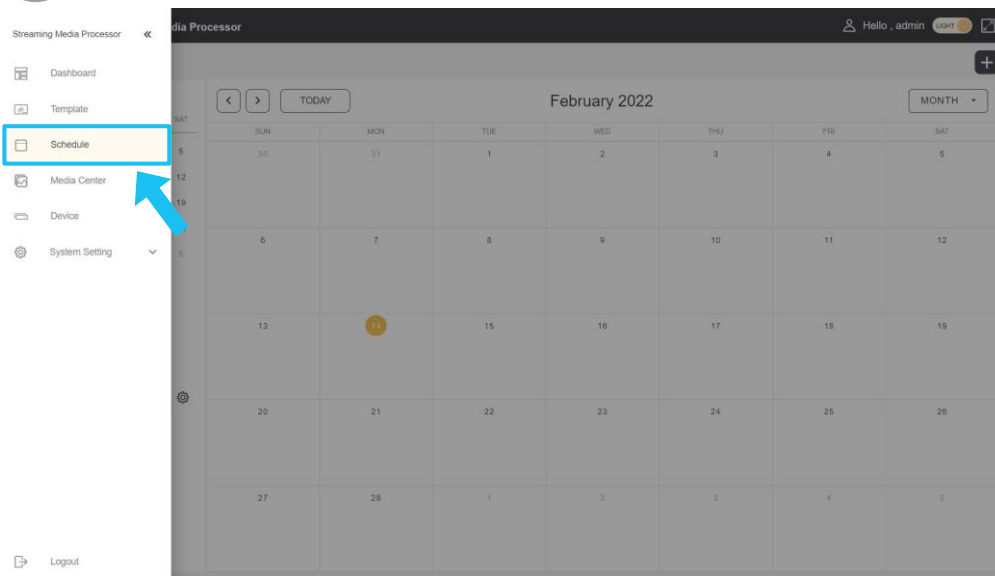 Streaming Media Processor «
dia Processor
Hello , admin LIGHT
Dashboard
Template
Schedule
Media Center
Device
System Setting
Logout
SAT
5
12
19
5
< > TODAY
February 2022
MONTH
SUN MON TUE WED THU FRI SAT
30 31 1 2 3 4 5
6 7 8 9 10 11 12
13 14 15 16 17 18 19
20 21 22 23 24 25 26
27 28 1 2 3 4 5